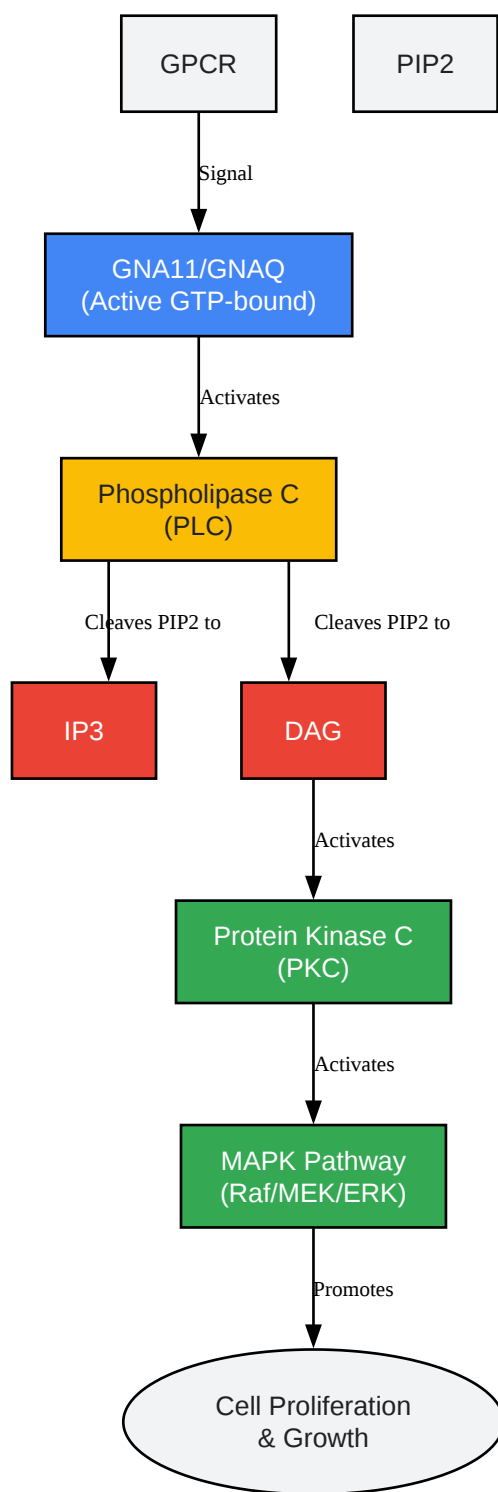 GPCR
PIP2
Signal
GNA11/GNAQ
(Active GTP-bound)
Activates
Phospholipase C
(PLC)
Cleaves PIP2 to
Cleaves PIP2 to
IP3
DAG
Activates
Protein Kinase C
(PKC)
Activates
MAPK Pathway
(Raf/MEK/ERK)
Promotes
Cell Proliferation
& Growth